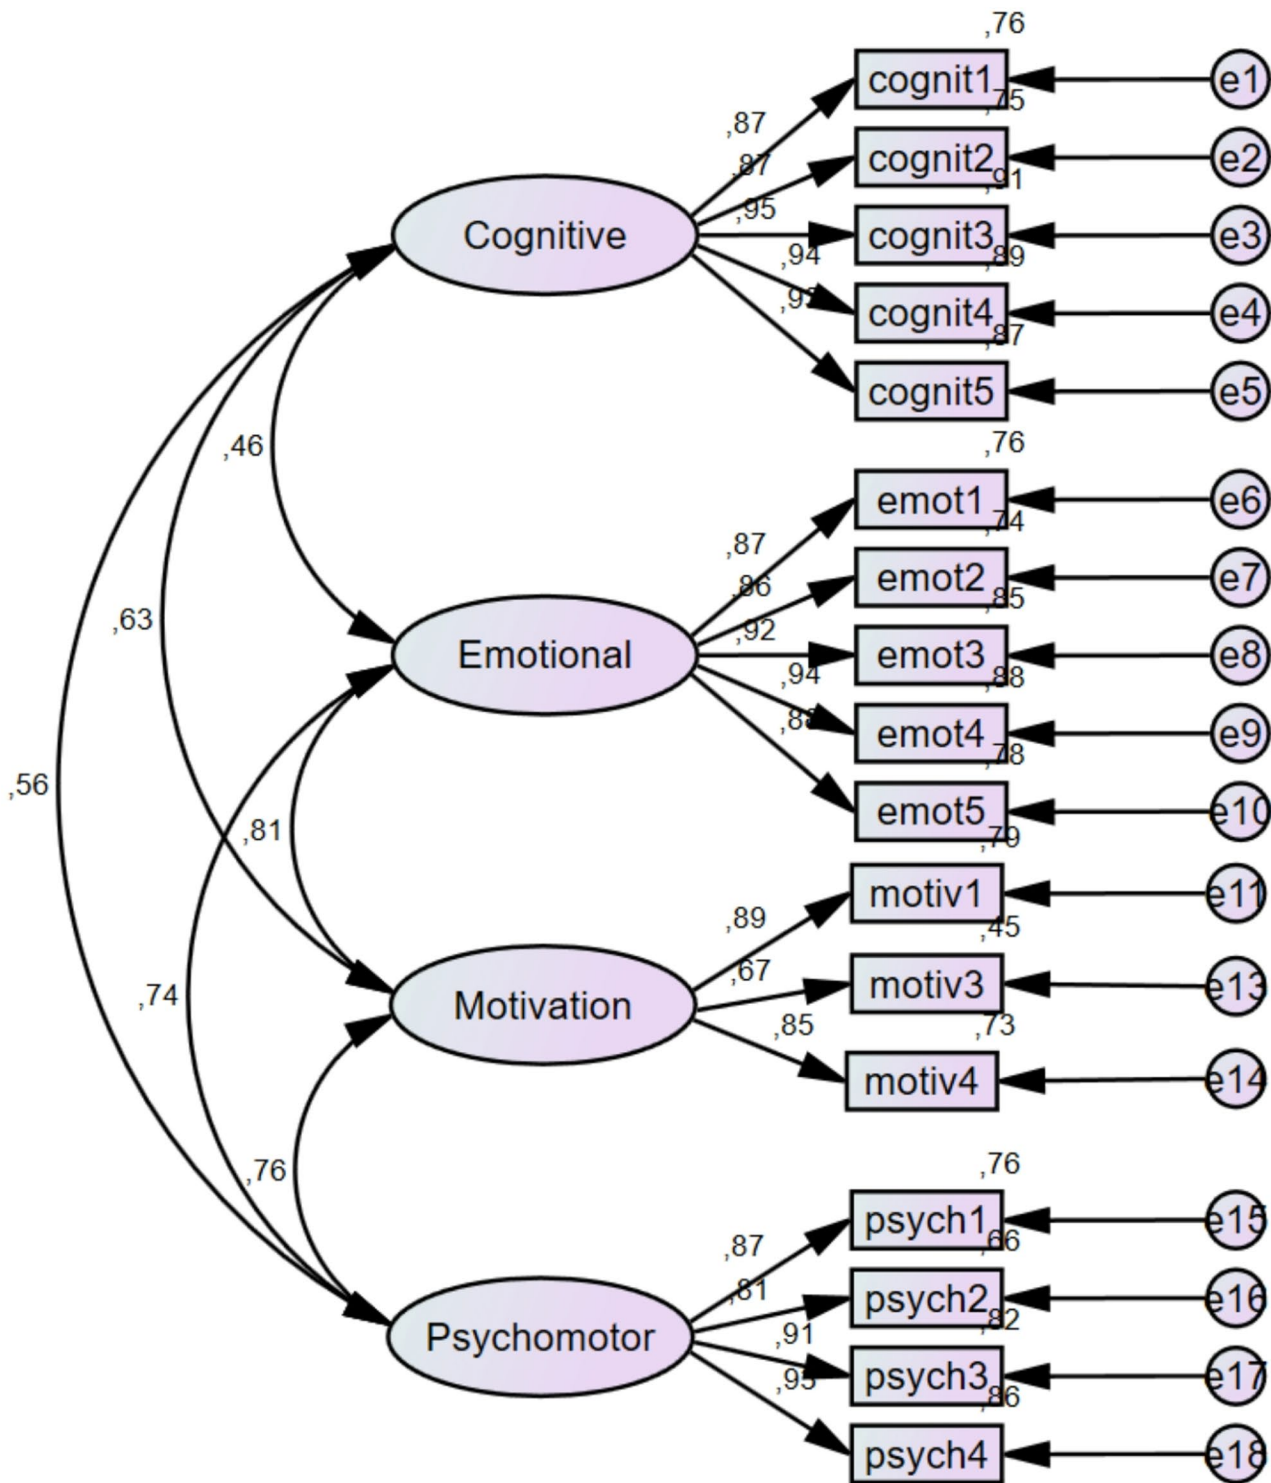 ,76
cognit1
e1
,75
,87
cognit2
e2
,87
,91
,95
Cognitive
cognit3
e3
,94
,89
cognit4
e4
,87
cognit5
e5
,46
,76
emot1
e6
,74
,87
emot2
e7
,86
,85
,92
,63
Emotional
emot3
e8
,94
,88
emot4
e9
,78
,56
emot5
e10
,81
,79
motiv1
e11
,89
,45
,67
motiv3
e13
,74
Motivation
,85
,73
motiv4
e14
,76
,76
psych1
e15
,87
,66
,81
psych2
e16
,91
,82
Psychomotor
psych3
e17
,86
psych4
e18